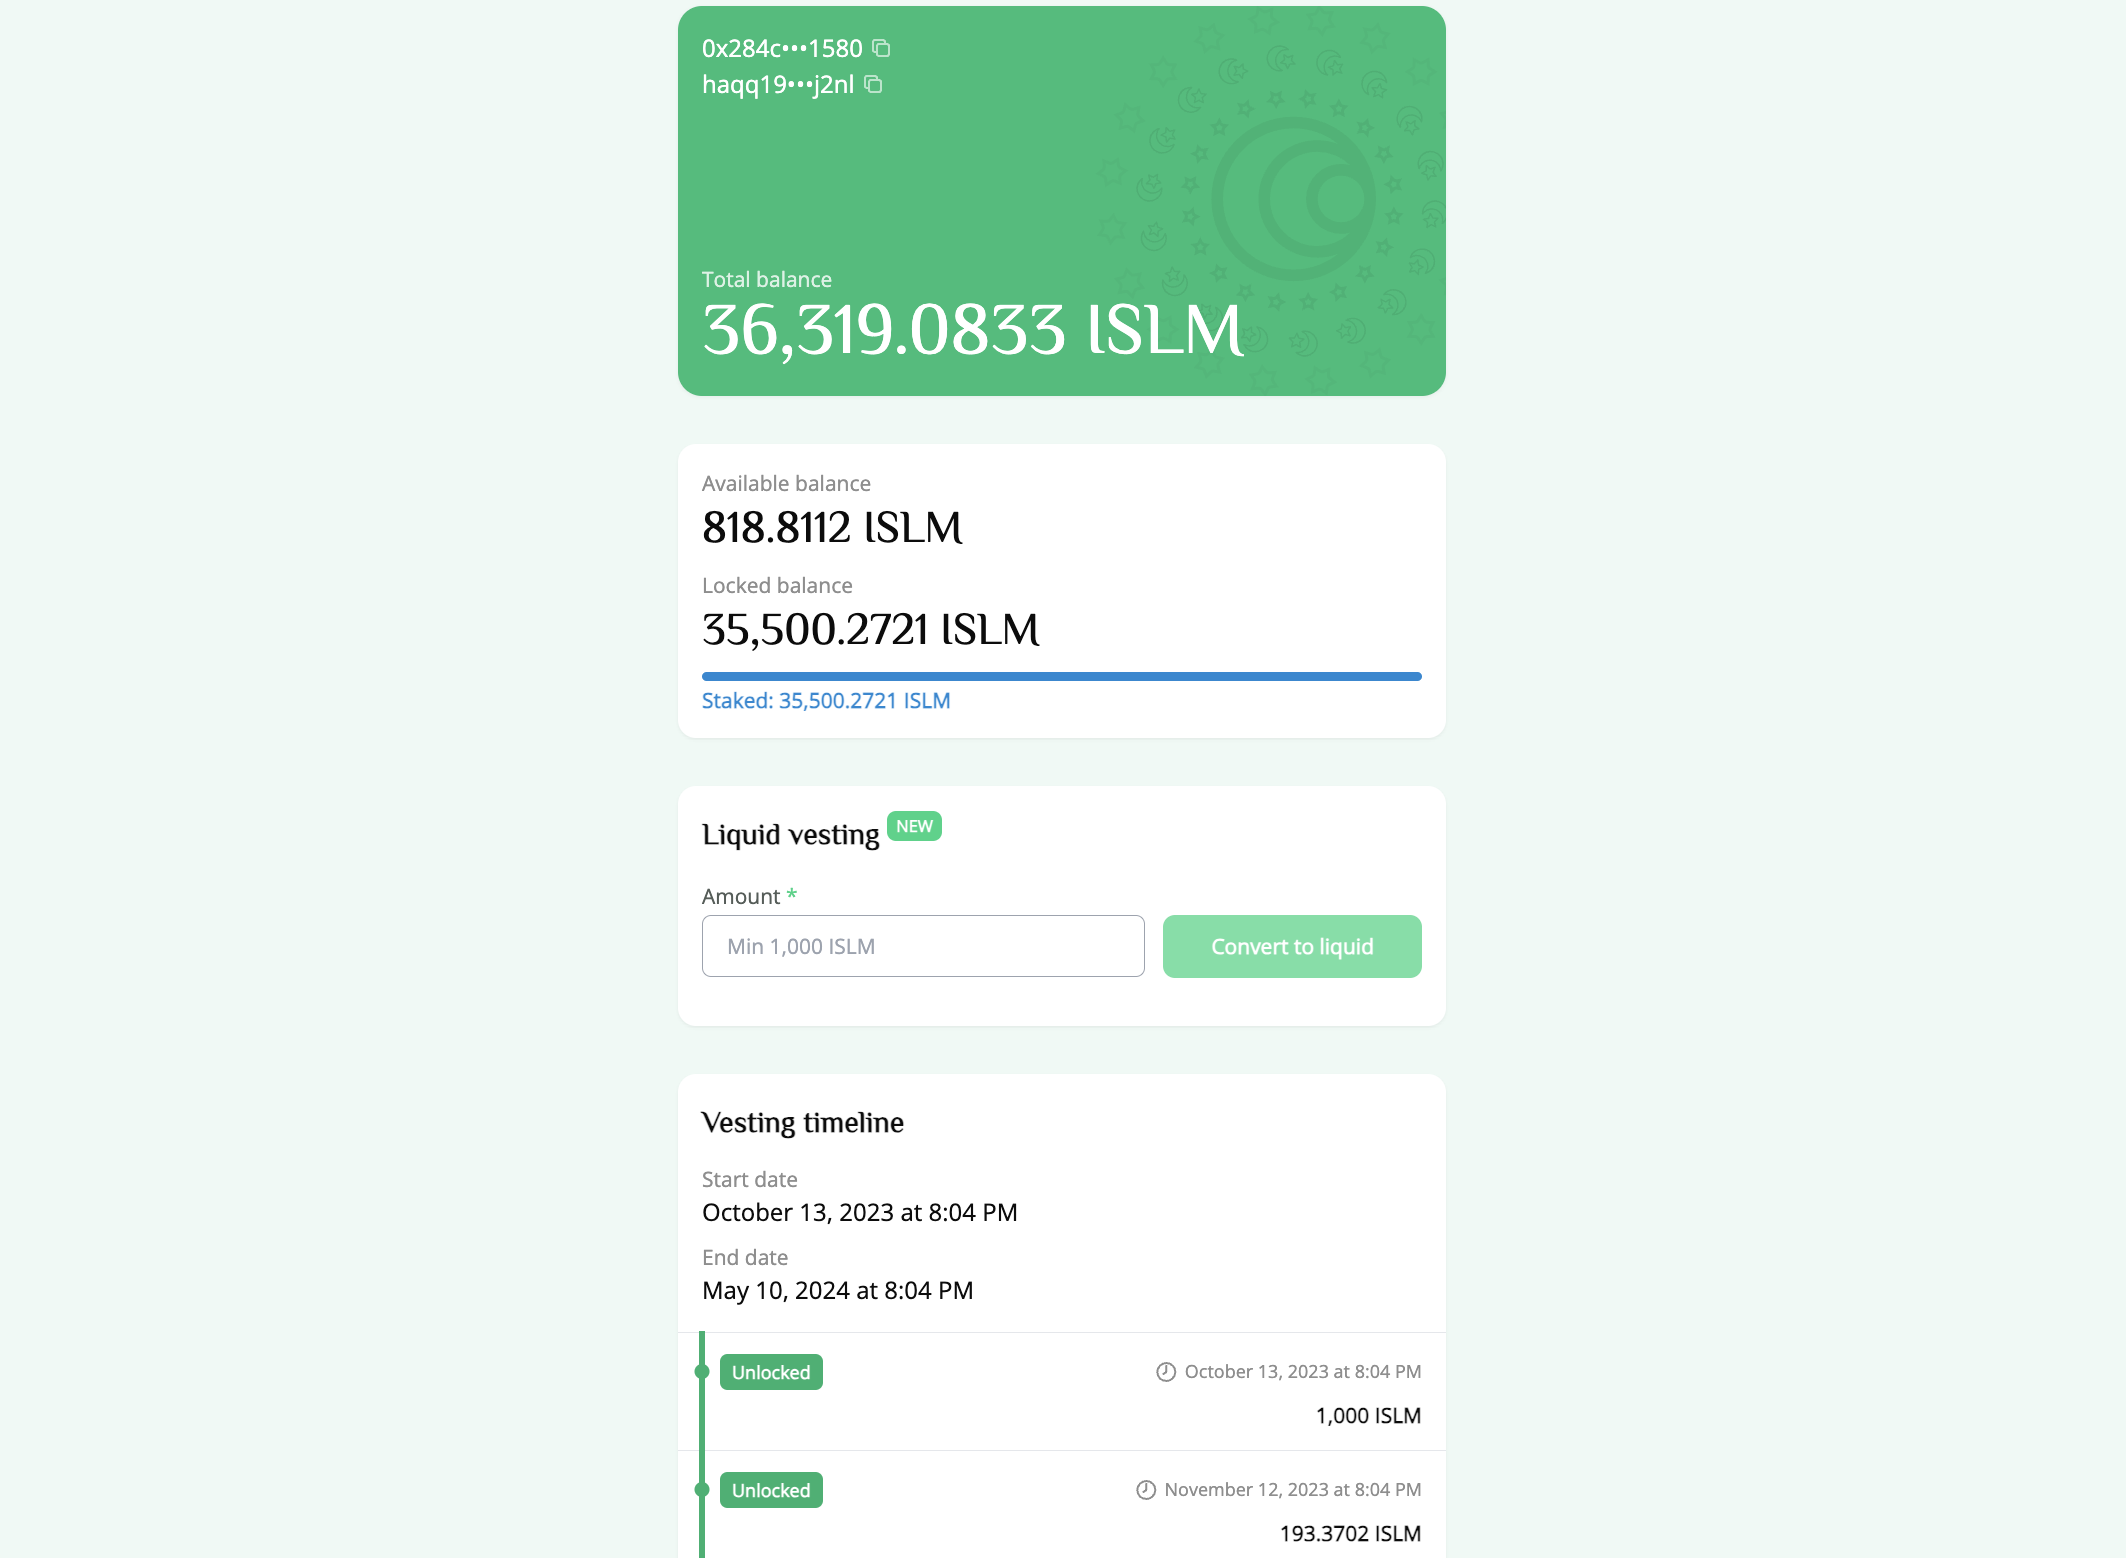 0x284c•••1580
haqq19•••j2nl
Total balance
36,319.0833 ISLM
Available balance
818.8112 ISLM
Locked balance
35,500.2721 ISLM
Staked: 35,500.2721 ISLM
Liquid vesting NEW
Amount *
Min 1,000 ISLM
Convert to liquid
Vesting timeline
Start date
October 13, 2023 at 8:04 PM
End date
May 10, 2024 at 8:04 PM
Unlocked
October 13, 2023 at 8:04 PM
1,000 ISLM
Unlocked
November 12, 2023 at 8:04 PM
193.3702 ISLM